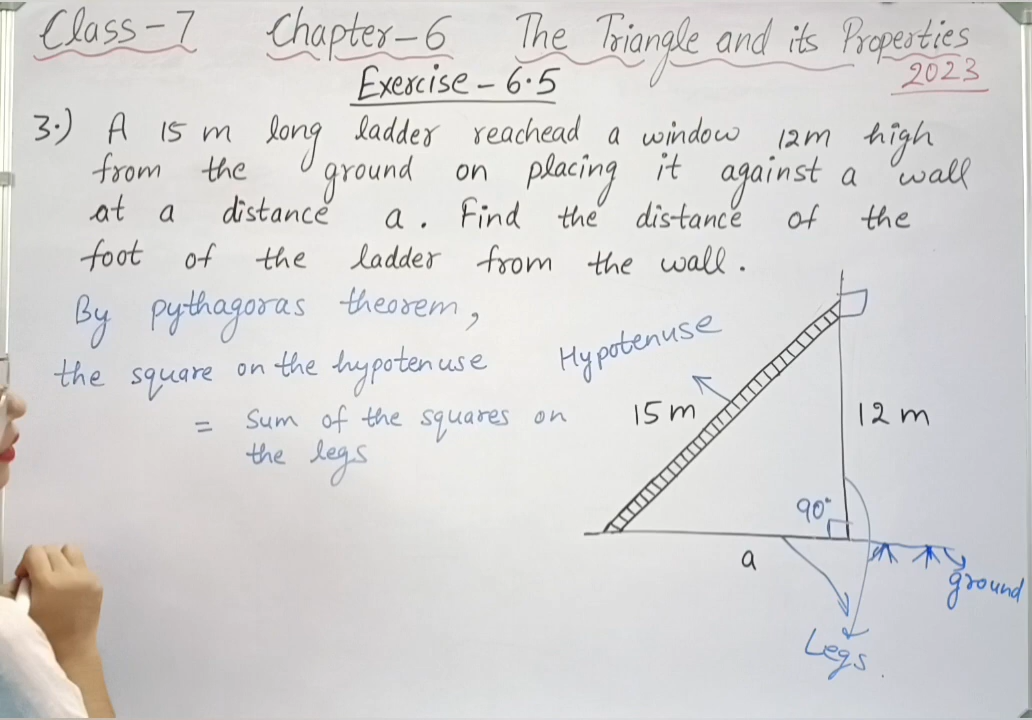 Class-7 Chapter-6 The Triangle and its Properties
2023
Exercise-6.5
3.) A 15 m long ladder reachead a window 12m high
from the ground on placing it against a wall
at a distance a. Find the distance of the
foot of the ladder from the wall.
By pythagoras theorem,
the square on the hypotenuse
= Sum of the squares on
the legs
Hypotenuse
15 m
12 m
90°
a
ground
Legs.